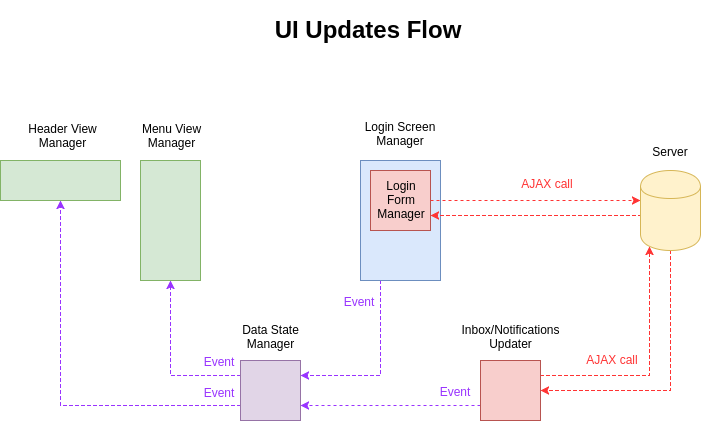 UI Updates Flow
Header View
Manager
Menu View
Manager
Login Screen
Manager
Server
Login
Form
Manager
AJAX call
Event
Data State
Manager
Inbox/Notifications
Updater
Event
AJAX call
Event
Event